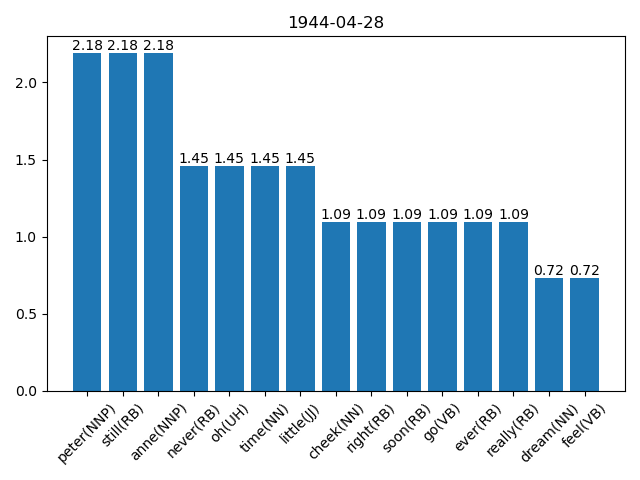 1944-04-28
2.18 2.18 2.18
1.45 1.45 1.45 1.45
1.09 1.09 1.09 1.09 1.09 1.09
0.72 0.72
2.0
1.5
1.0
0.5
0.0
peter(NNP) still(RB) anne(NNP) never(RB) oh(UH) time(NN) little(JJ) cheek(NN) right(RB) soon(RB) go(VB) ever(RB) really(RB) dream(NN) feel(VB)